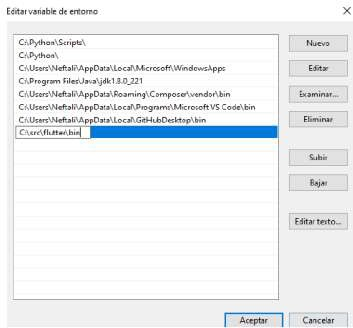 Editar variable de entorno
C:\Python\Scripts\
C:\Python\
C:\Users\Neftali\AppData\Local\Microsoft\WindowsApps
C:\Program Files\Java\jdk1.8.0_221
C:\Users\Neftali\AppData\Roaming\Composer\vendor\bin
C:\Users\Neftali\AppData\Local\Programs\Microsoft VS Code\bin
C:\Users\Neftali\AppData\Local\GitHubDesktop\bin
C:\src\flutter\bin
Nuevo
Editar
Examinar...
Eliminar
Subir
Bajar
Editar texto...
Aceptar
Cancelar